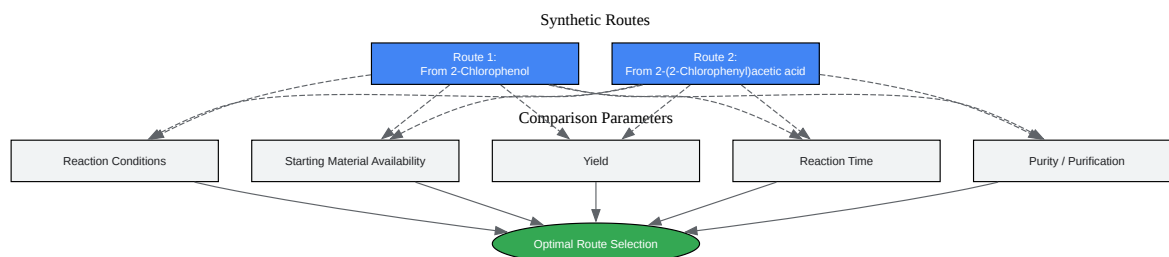 Synthetic Routes
Route 1:
From 2-Chlorophenol
Route 2:
From 2-(2-Chlorophenyl)acetic acid
Comparison Parameters
Reaction Conditions
Starting Material Availability
Yield
Reaction Time
Purity / Purification
Optimal Route Selection